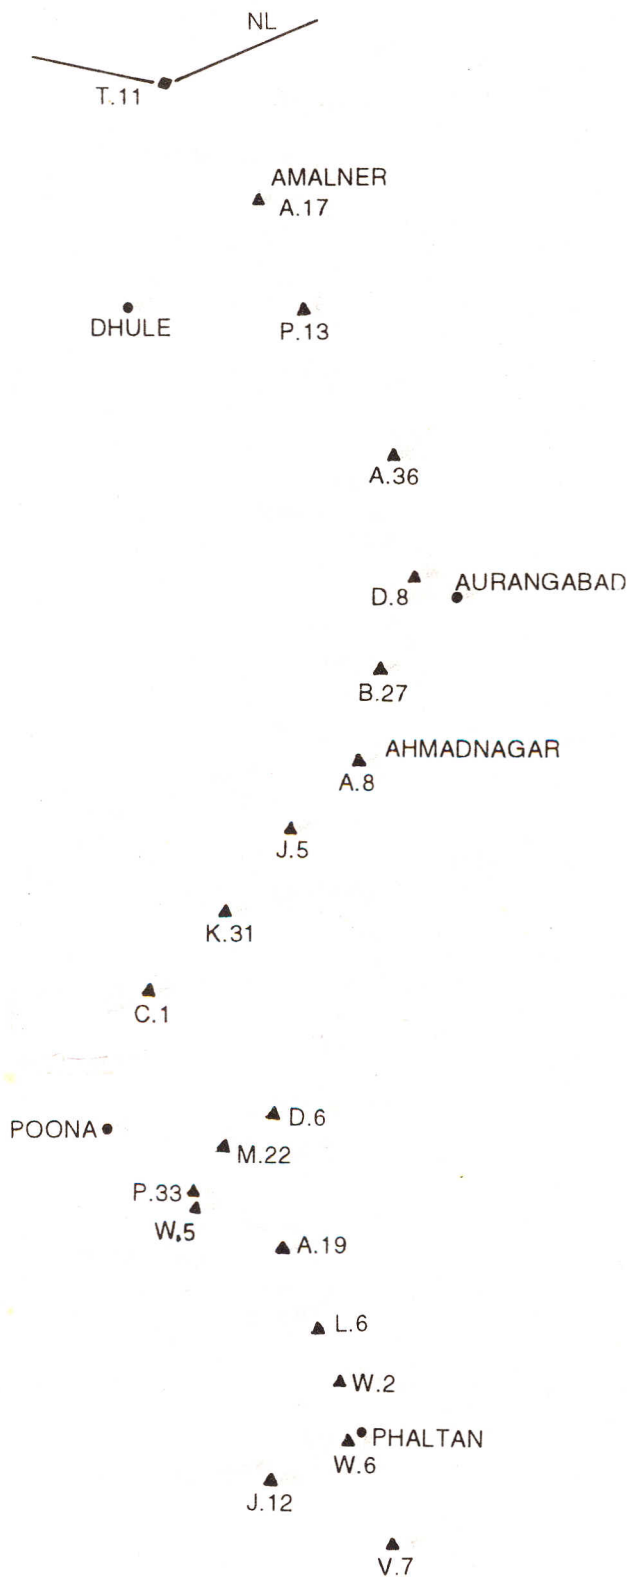 NL
T.11
AMALNER
A.17
DHULE
P.13
A.36
AURANGABAD
D.8
B.27
AHMADNAGAR
A.8
J.5
K.31
C.1
D.6
POONA
M.22
P.33
W.5
A.19
L.6
W.2
PHALTAN
W.6
J.12
V.7